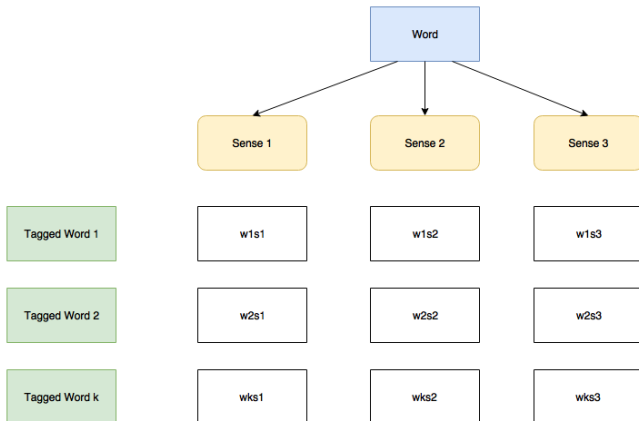 Word
Sense 1
Sense 2
Sense 3
Tagged Word 1
w1s1
w1s2
w1s3
Tagged Word 2
w2s1
w2s2
w2s3
Tagged Word k
wks1
wks2
wks3